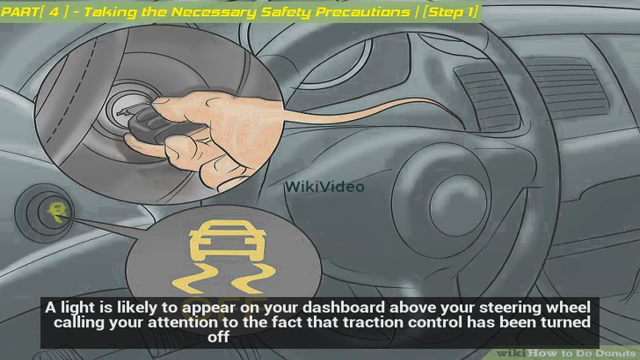 PART[ 4 ] - Taking the Necessary Safety Precautions | [Step 1]
WikiVideo
A light is likely to appear on your dashboard above your steering wheel
calling your attention to the fact that traction control has been turned
off
wikiHow to Do Donuts